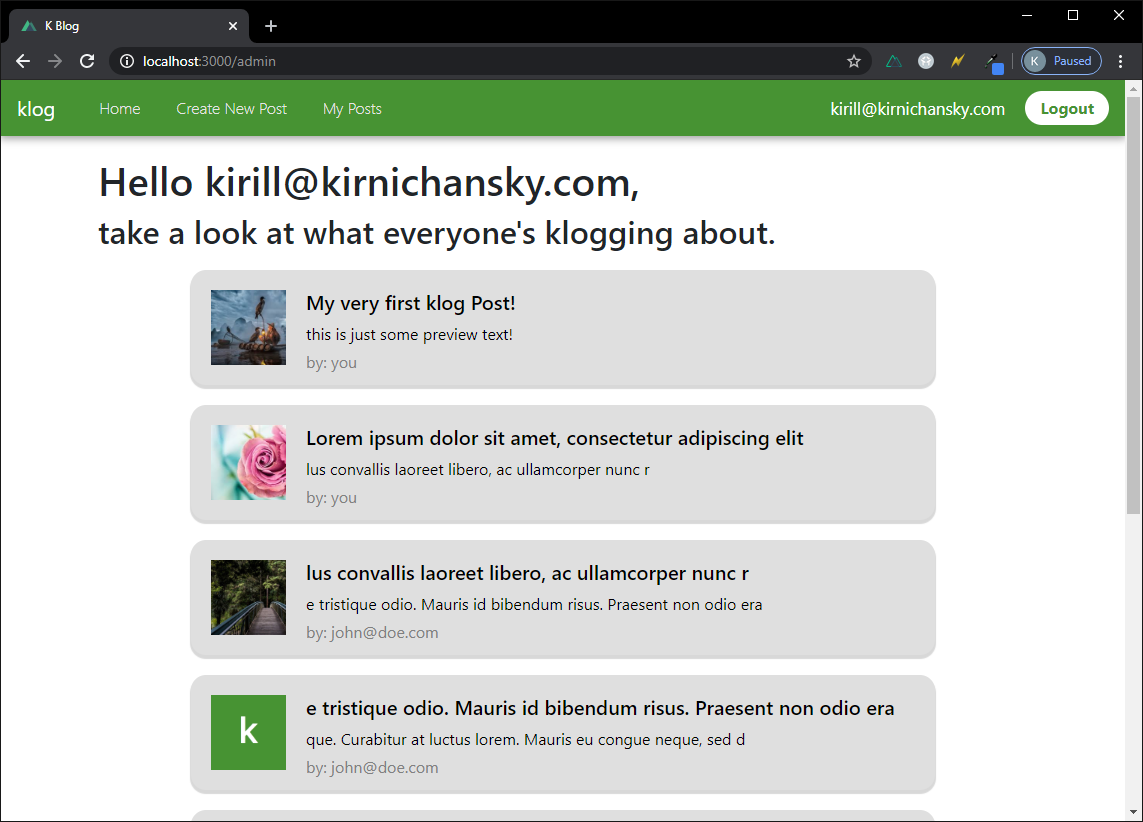 K Blog
localhost:3000/admin
K Paused
klog Home Create New Post My Posts kirill@kirnichansky.com Logout
Hello kirill@kirnichansky.com,
take a look at what everyone's klogging about.
My very first klog Post!
this is just some preview text!
by: you
Lorem ipsum dolor sit amet, consectetur adipiscing elit
lus convallis laoreet libero, ac ullamcorper nunc r
by: you
lus convallis laoreet libero, ac ullamcorper nunc r
e tristique odio. Mauris id bibendum risus. Praesent non odio era
by: john@doe.com
k
e tristique odio. Mauris id bibendum risus. Praesent non odio era
que. Curabitur at luctus lorem. Mauris eu congue neque, sed d
by: john@doe.com